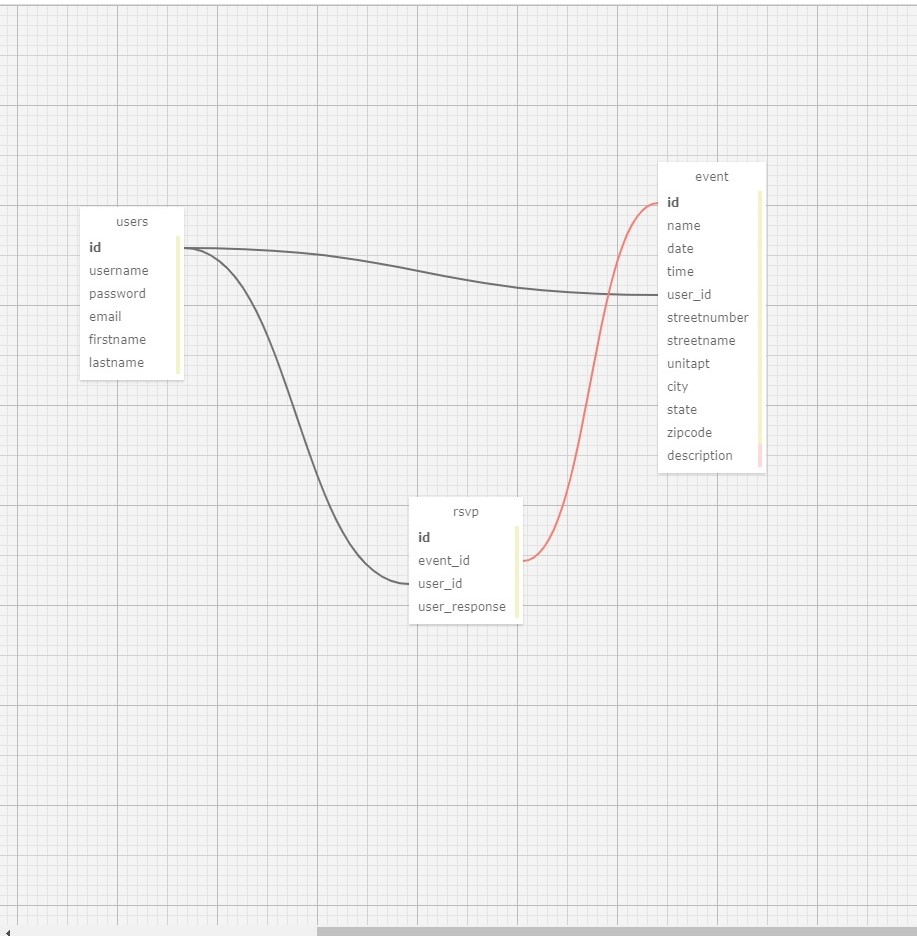 users
id
username
password
email
firstname
lastname
event
id
name
date
time
user_id
streetnumber
streetname
unitapt
city
state
zipcode
description
rsvp
id
event_id
user_id
user_response